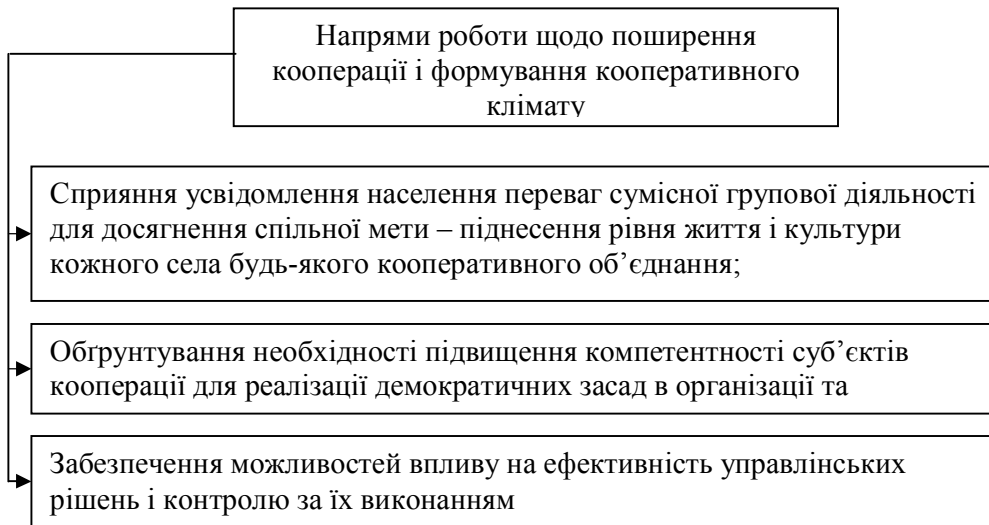 Напрями роботи щодо поширення
кооперації і формування кооперативного
клімату
Сприяння усвідомлення населення переваг сумісної групової діяльності
для досягнення спільної мети – піднесення рівня життя і культури
кожного села будь-якого кооперативного об’єднання;
Обґрунтування необхідності підвищення компетентності суб’єктів
кооперації для реалізації демократичних засад в організації та
Забезпечення можливостей впливу на ефективність управлінських
рішень і контролю за їх виконанням